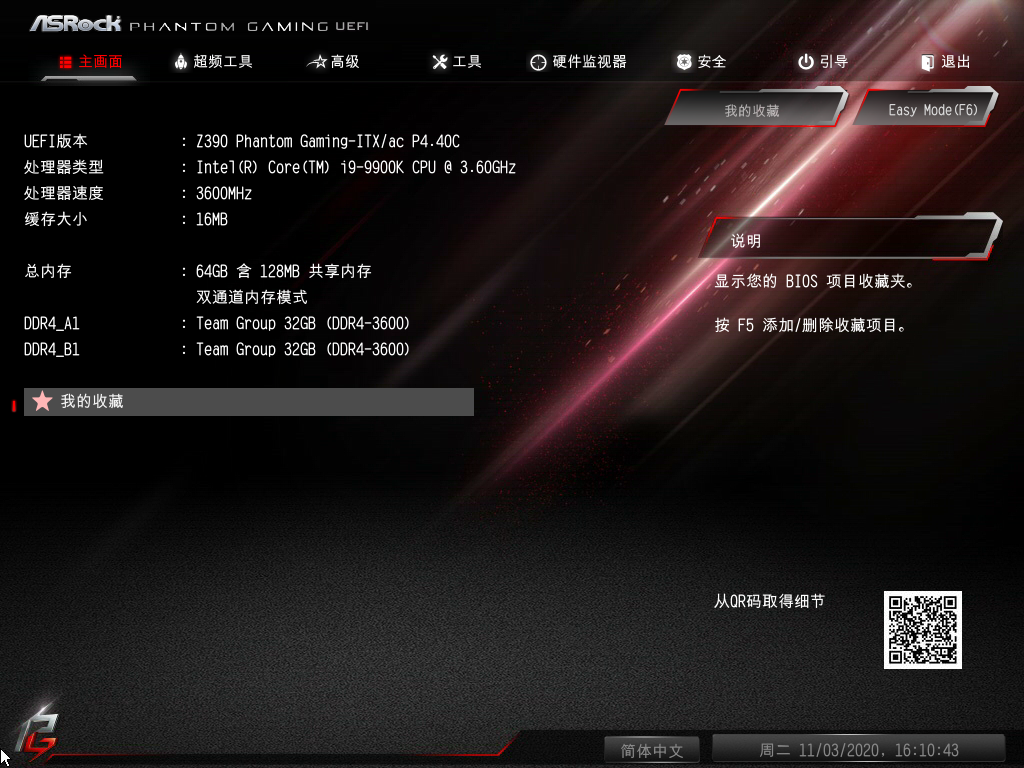 ASRock PHANTOM GAMING UEFI
主画面 超频工具 高级 工具 硬件监视器 安全 引导 退出
我的收藏 Easy Mode(F6)
UEFI版本 : Z390 Phantom Gaming-ITX/ac P4.40C
处理器类型 : Intel(R) Core(TM) i9-9900K CPU @ 3.60GHz
处理器速度 : 3600MHz
缓存大小 : 16MB
总内存 : 64GB 含 128MB 共享内存
双通道内存模式
DDR4_A1 : Team Group 32GB (DDR4-3600)
DDR4_B1 : Team Group 32GB (DDR4-3600)
我的收藏
说明
显示您的 BIOS 项目收藏夹。
按 F5 添加/删除收藏项目。
从QR码取得细节
简体中文 周二 11/03/2020, 16:10:43